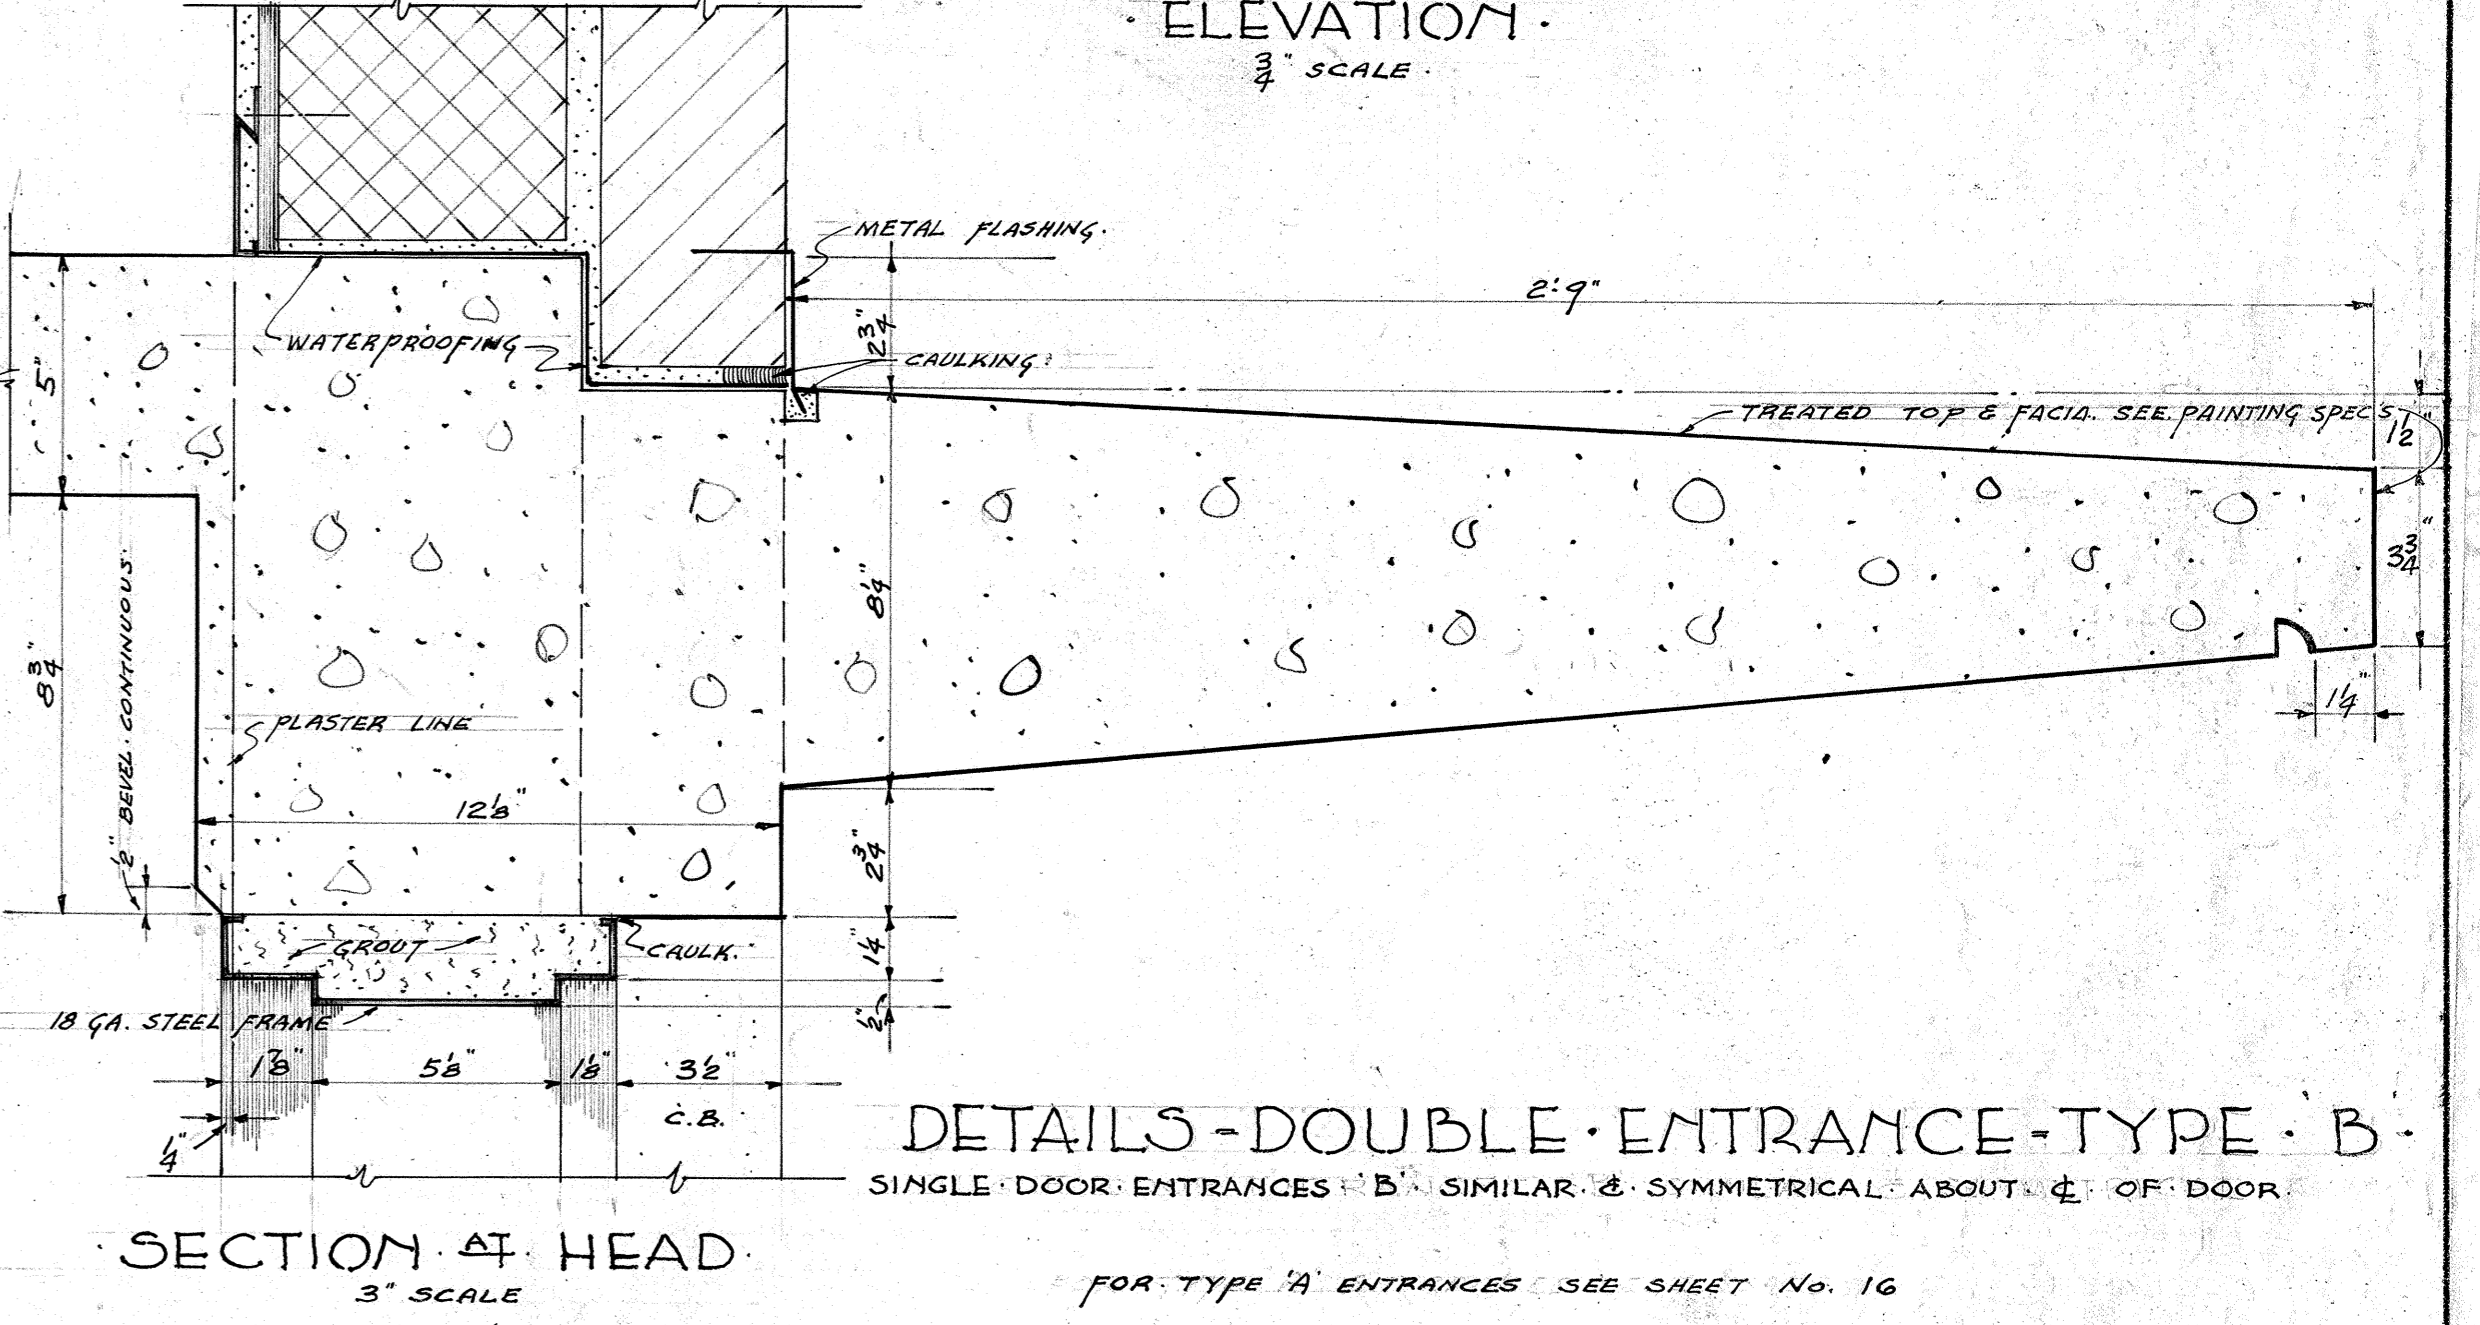 · ELEVATION ·
3/4" SCALE ·
METAL FLASHING.
2'-9"
2 3/4"
WATERPROOFING
CAULKING
5"
TREATED TOP & FACIA. SEE. PAINTING SPEC'S.
1 1/2"
3 3/4"
8 1/4"
8 3/4"
1/2" BEVEL · CONTINUOUS ·
PLASTER LINE
1 1/4"
12 1/8"
2 3/4"
GROUT
CAULK.
1 1/4"
18 GA. STEEL FRAME
1/2"
1 7/8"
5 1/8"
1 1/8"
3 1/2"
C.B.
1/4"
DETAILS - DOUBLE · ENTRANCE - TYPE · 'B' ·
SINGLE · DOOR · ENTRANCES · 'B' · SIMILAR · & · SYMMETRICAL · ABOUT · ℄ · OF · DOOR ·
· SECTION · AT · HEAD ·
3" SCALE
FOR · TYPE 'A' ENTRANCES SEE SHEET No. 16